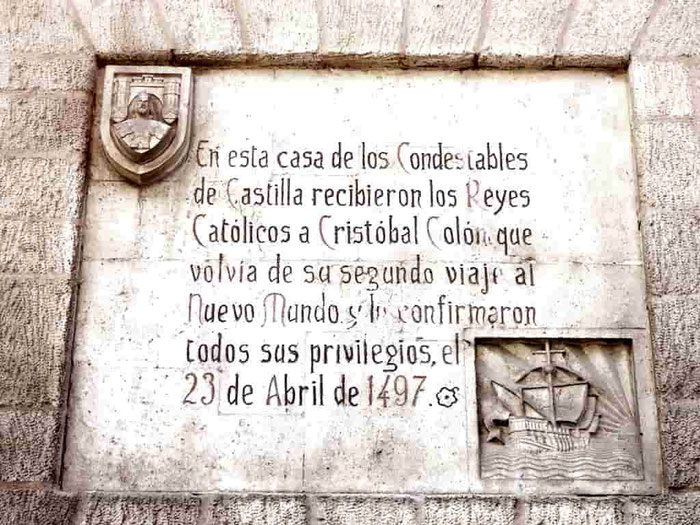 En esta casa de los Condestables
de Castilla recibieron los Reyes
Católicos a Cristóbal Colón que
volvía de su segundo viaje al
Nuevo Mundo y le confirmaron
todos sus privilegios, el
23 de Abril de 1497.